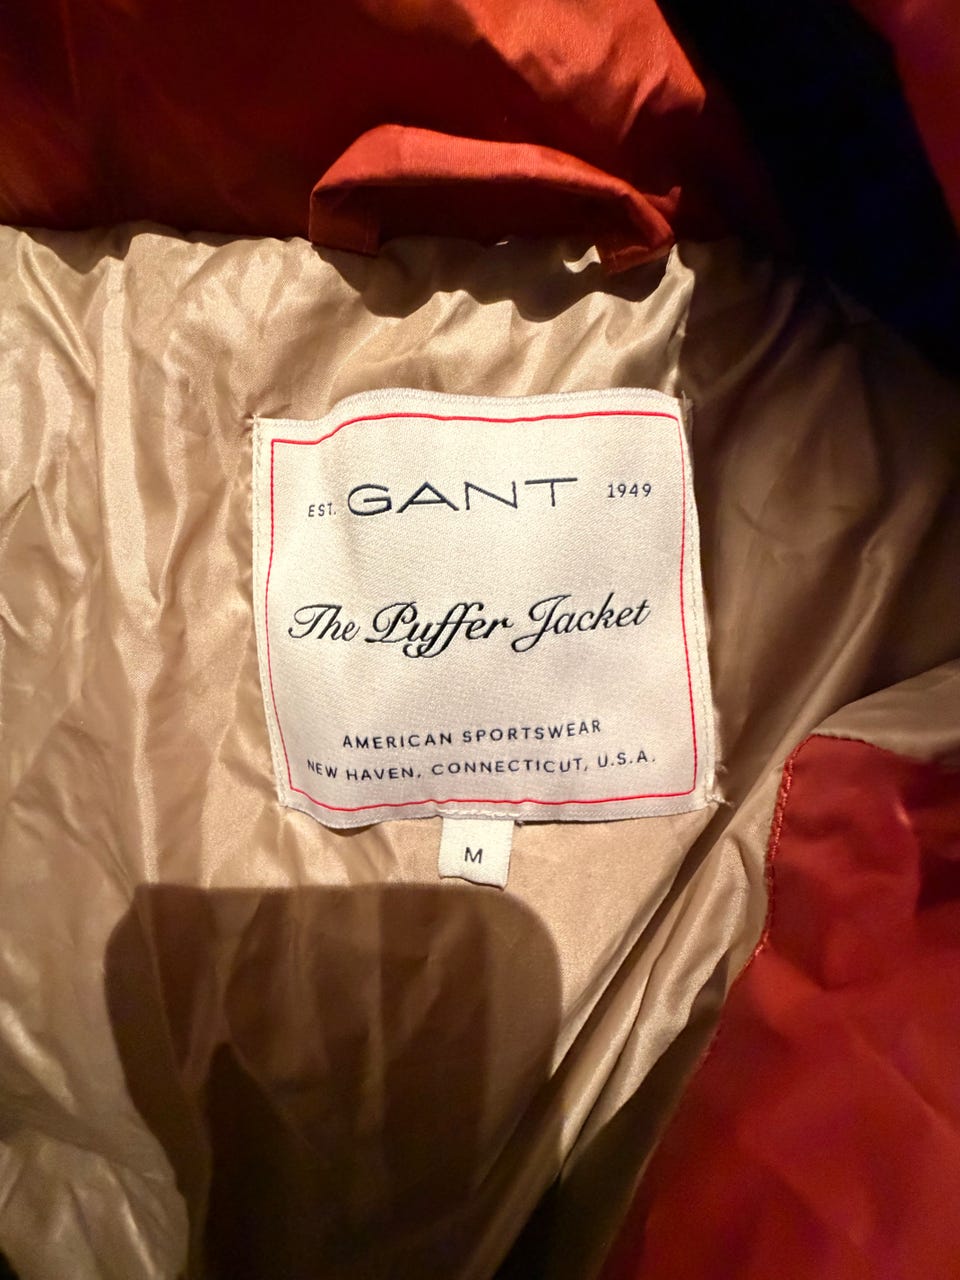 EST. GANT 1949
The Puffer Jacket
AMERICAN SPORTSWEAR
NEW HAVEN, CONNECTICUT, U.S.A.
M